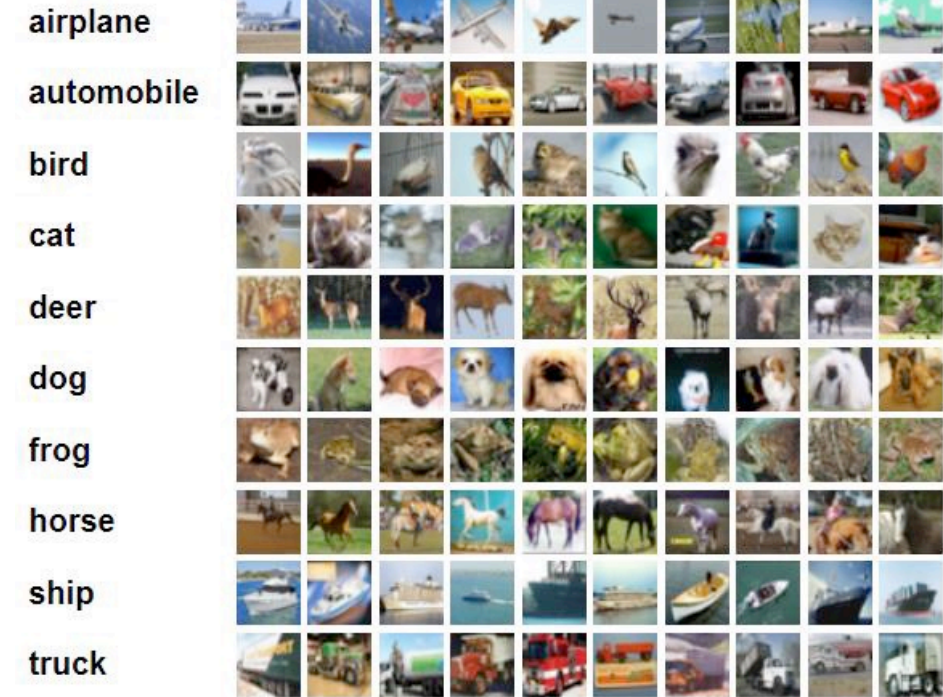 airplane
automobile
bird
cat
deer
dog
frog
horse
ship
truck